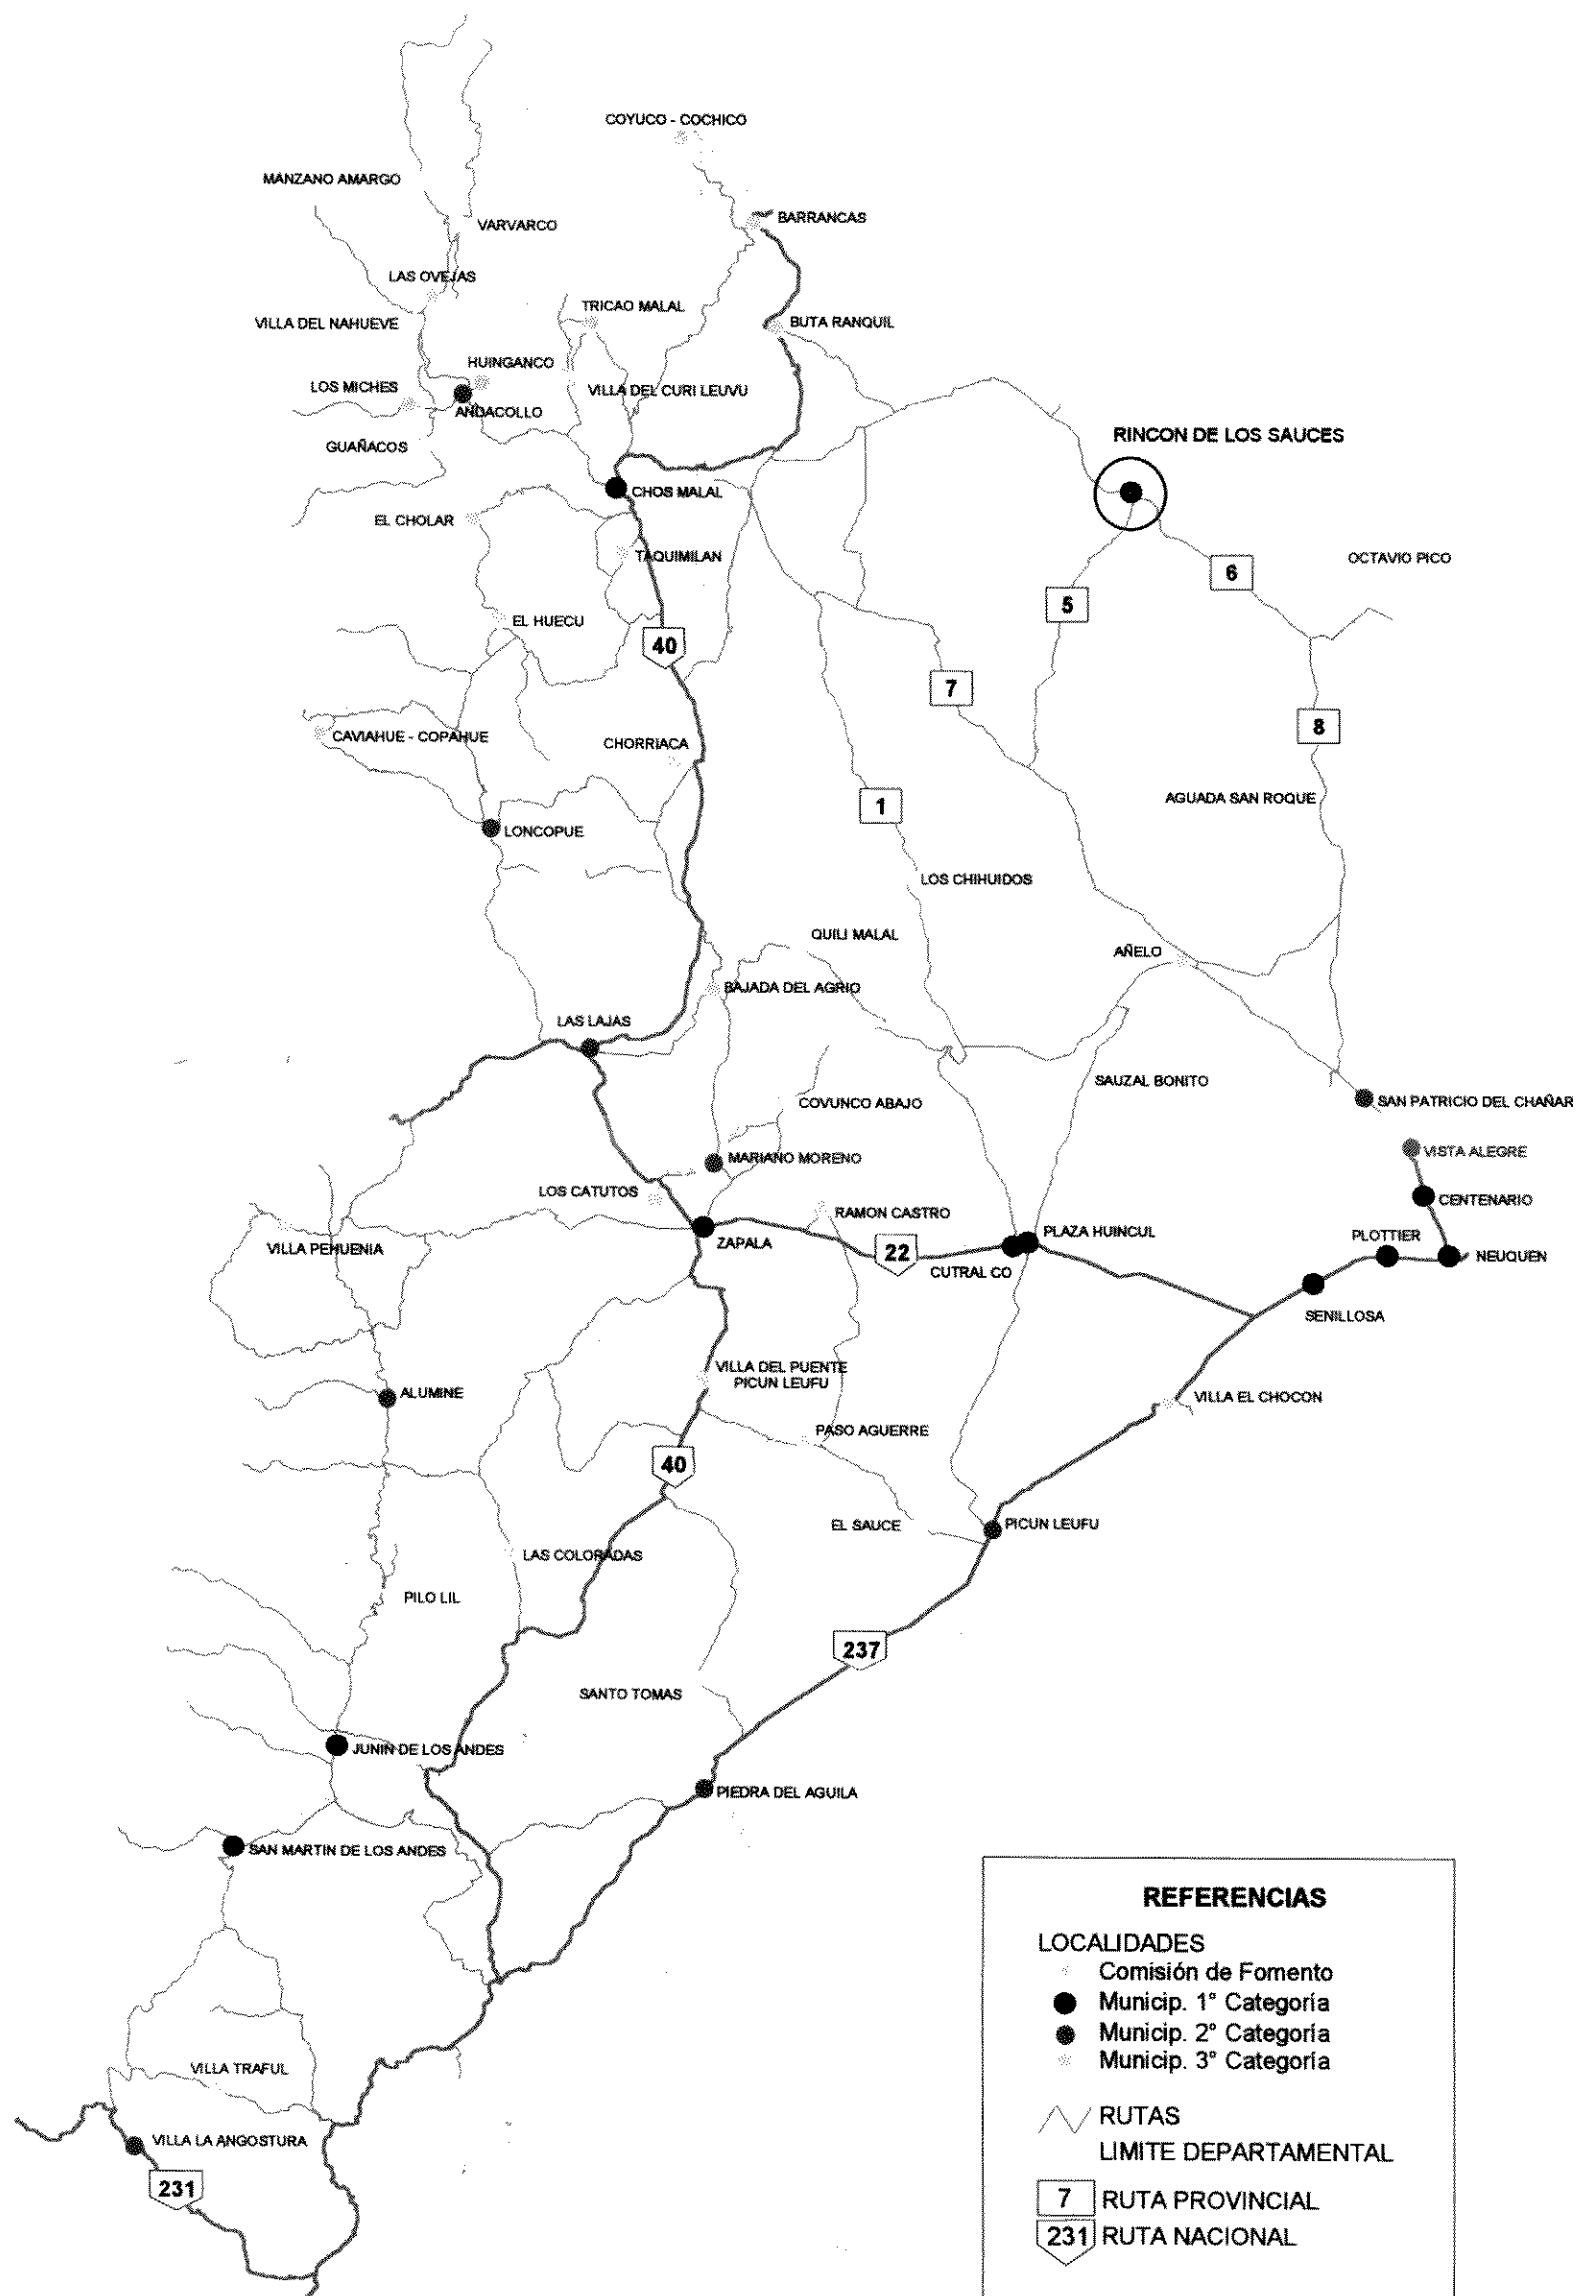 COYUCO - COCHICO
MANZANO AMARGO
BARRANCAS
VARVARCO
LAS OVEJAS
TRICAO MALAL
VILLA DEL NAHUEVE
BUTA RANQUIL
HUINGANCO
LOS MICHES
VILLA DEL CURI LEUVU
ANDACOLLO
RINCON DE LOS SAUCES
GUAÑACOS
CHOS MALAL
EL CHOLAR
TAQUIMILAN
OCTAVIO PICO
6
5
EL HUECU
40
7
8
CAVIAHUE - COPAHUE
CHORRIACA
1
AGUADA SAN ROQUE
LONCOPUE
LOS CHIHUIDOS
QUILI MALAL
AÑELO
BAJADA DEL AGRIO
LAS LAJAS
SAUZAL BONITO
COVUNCO ABAJO
SAN PATRICIO DEL CHAÑAR
VISTA ALEGRE
MARIANO MORENO
LOS CATUTOS
CENTENARIO
RAMON CASTRO
PLAZA HUINCUL
PLOTTIER
VILLA PEHUENIA
ZAPALA
22
CUTRAL CO
NEUQUEN
SENILLOSA
VILLA DEL PUENTE
PICUN LEUFU
ALUMINE
VILLA EL CHOCON
PASO AGUERRE
40
EL SAUCE
PICUN LEUFU
LAS COLORADAS
PILO LIL
237
SANTO TOMAS
JUNIN DE LOS ANDES
PIEDRA DEL AGUILA
SAN MARTIN DE LOS ANDES
VILLA TRAFUL
VILLA LA ANGOSTURA
231
REFERENCIAS
LOCALIDADES
Comisión de Fomento
Municip. 1° Categoría
Municip. 2° Categoría
Municip. 3° Categoría
RUTAS
LIMITE DEPARTAMENTAL
7 RUTA PROVINCIAL
231 RUTA NACIONAL